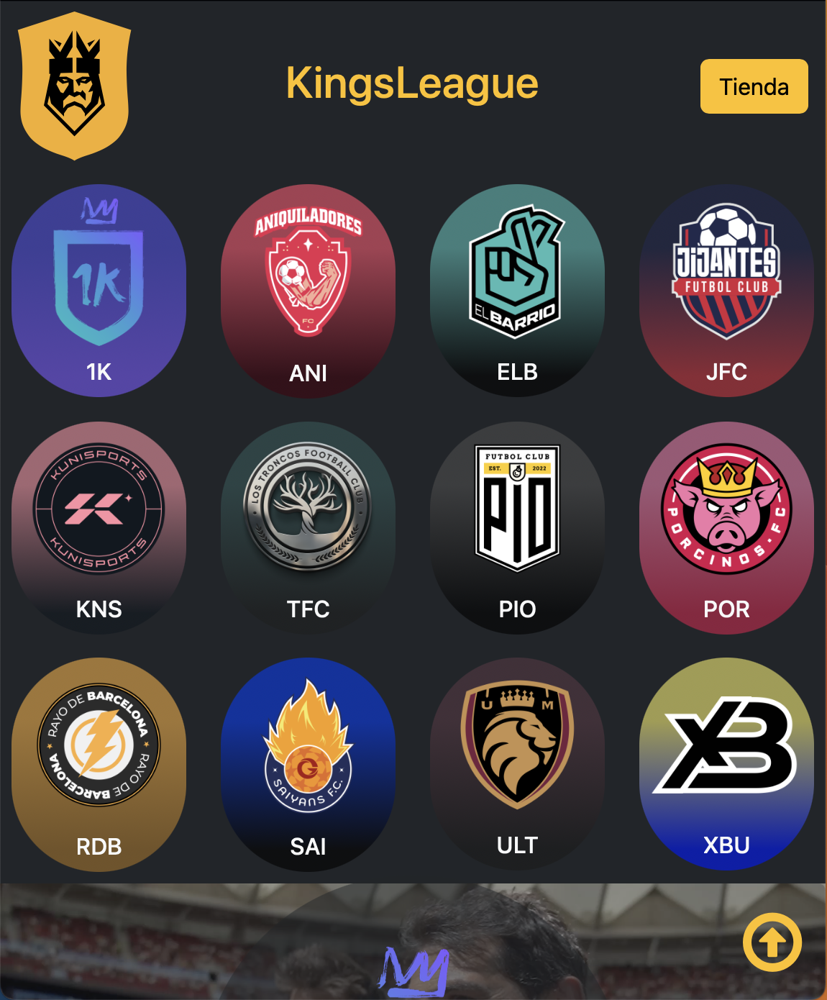 KingsLeague
Tienda
1K
1K
ANIQUILADORES
FC
ANI
EL BARRIO
ELB
JIJANTES
FUTBOL CLUB
JFC
KUNISPORTS
KUNISPORTS
KNS
LOS TRONCOS FOOTBALL CLUB
TFC
FUTBOL CLUB
EST. 2022
PIO
PIO
PORCINOS·FC
POR
RAYO DE BARCELONA
RAYO DE BARCELONA
RDB
SAIYANS F.C.
SAI
U M
ULT
XB
XBU